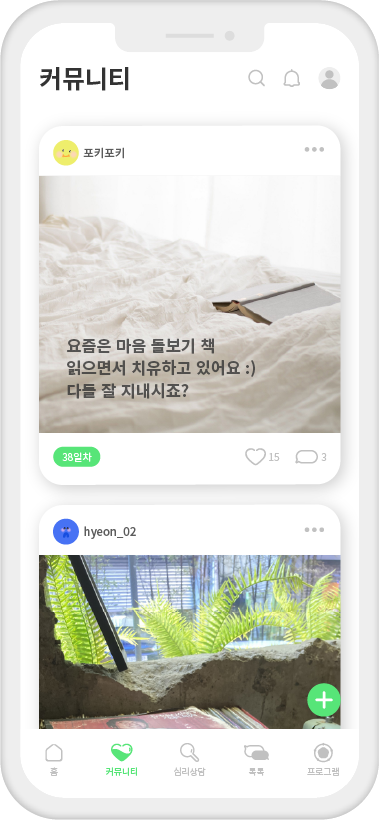 커뮤니티
포키포키
요즘은 마음 돌보기 책
읽으면서 치유하고 있어요 :)
다들 잘 지내시죠?
38일차
15
3
hyeon_02
홈
커뮤니티
심리상담
톡톡
프로그램